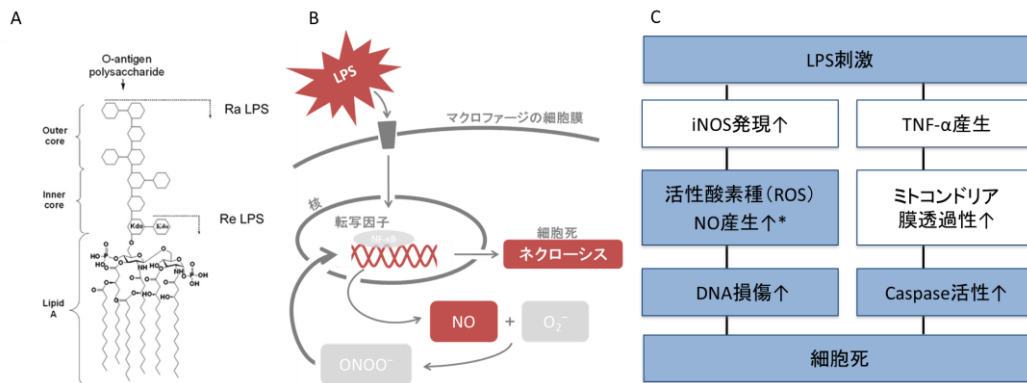 A
O-antigen
polysaccharide
Ra LPS
Outer
core
Inner
core
Re LPS
Kdo
Lipid
A
B
LPS
マクロファージの細胞膜
核
転写因子
NF-κB
細胞死
ネクローシス
NO + O₂⁻
ONOO⁻
C
LPS刺激
iNOS発現↑
TNF-α産生
活性酸素種（ROS）
NO産生↑*
ミトコンドリア
膜透過性↑
DNA損傷↑
Caspase活性↑
細胞死